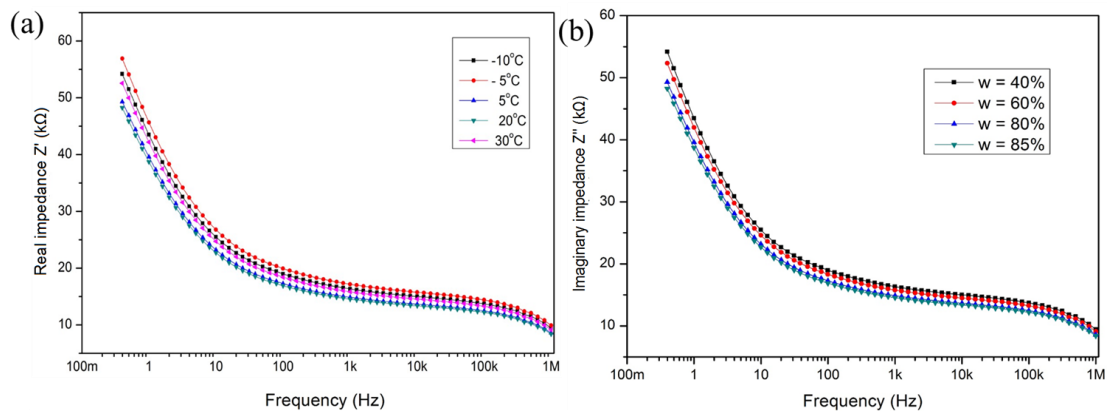 (a)
60
50
40
30
20
10
Real impedance Z' (kΩ)
-10°C
- 5°C
5°C
20°C
30°C
100m 1 10 100 1k 10k 100k 1M
Frequency (Hz)
(b)
60
50
40
30
20
10
Imaginary impedance Z" (kΩ)
w = 40%
w = 60%
w = 80%
w = 85%
100m 1 10 100 1k 10k 100k 1M
Frequency (Hz)